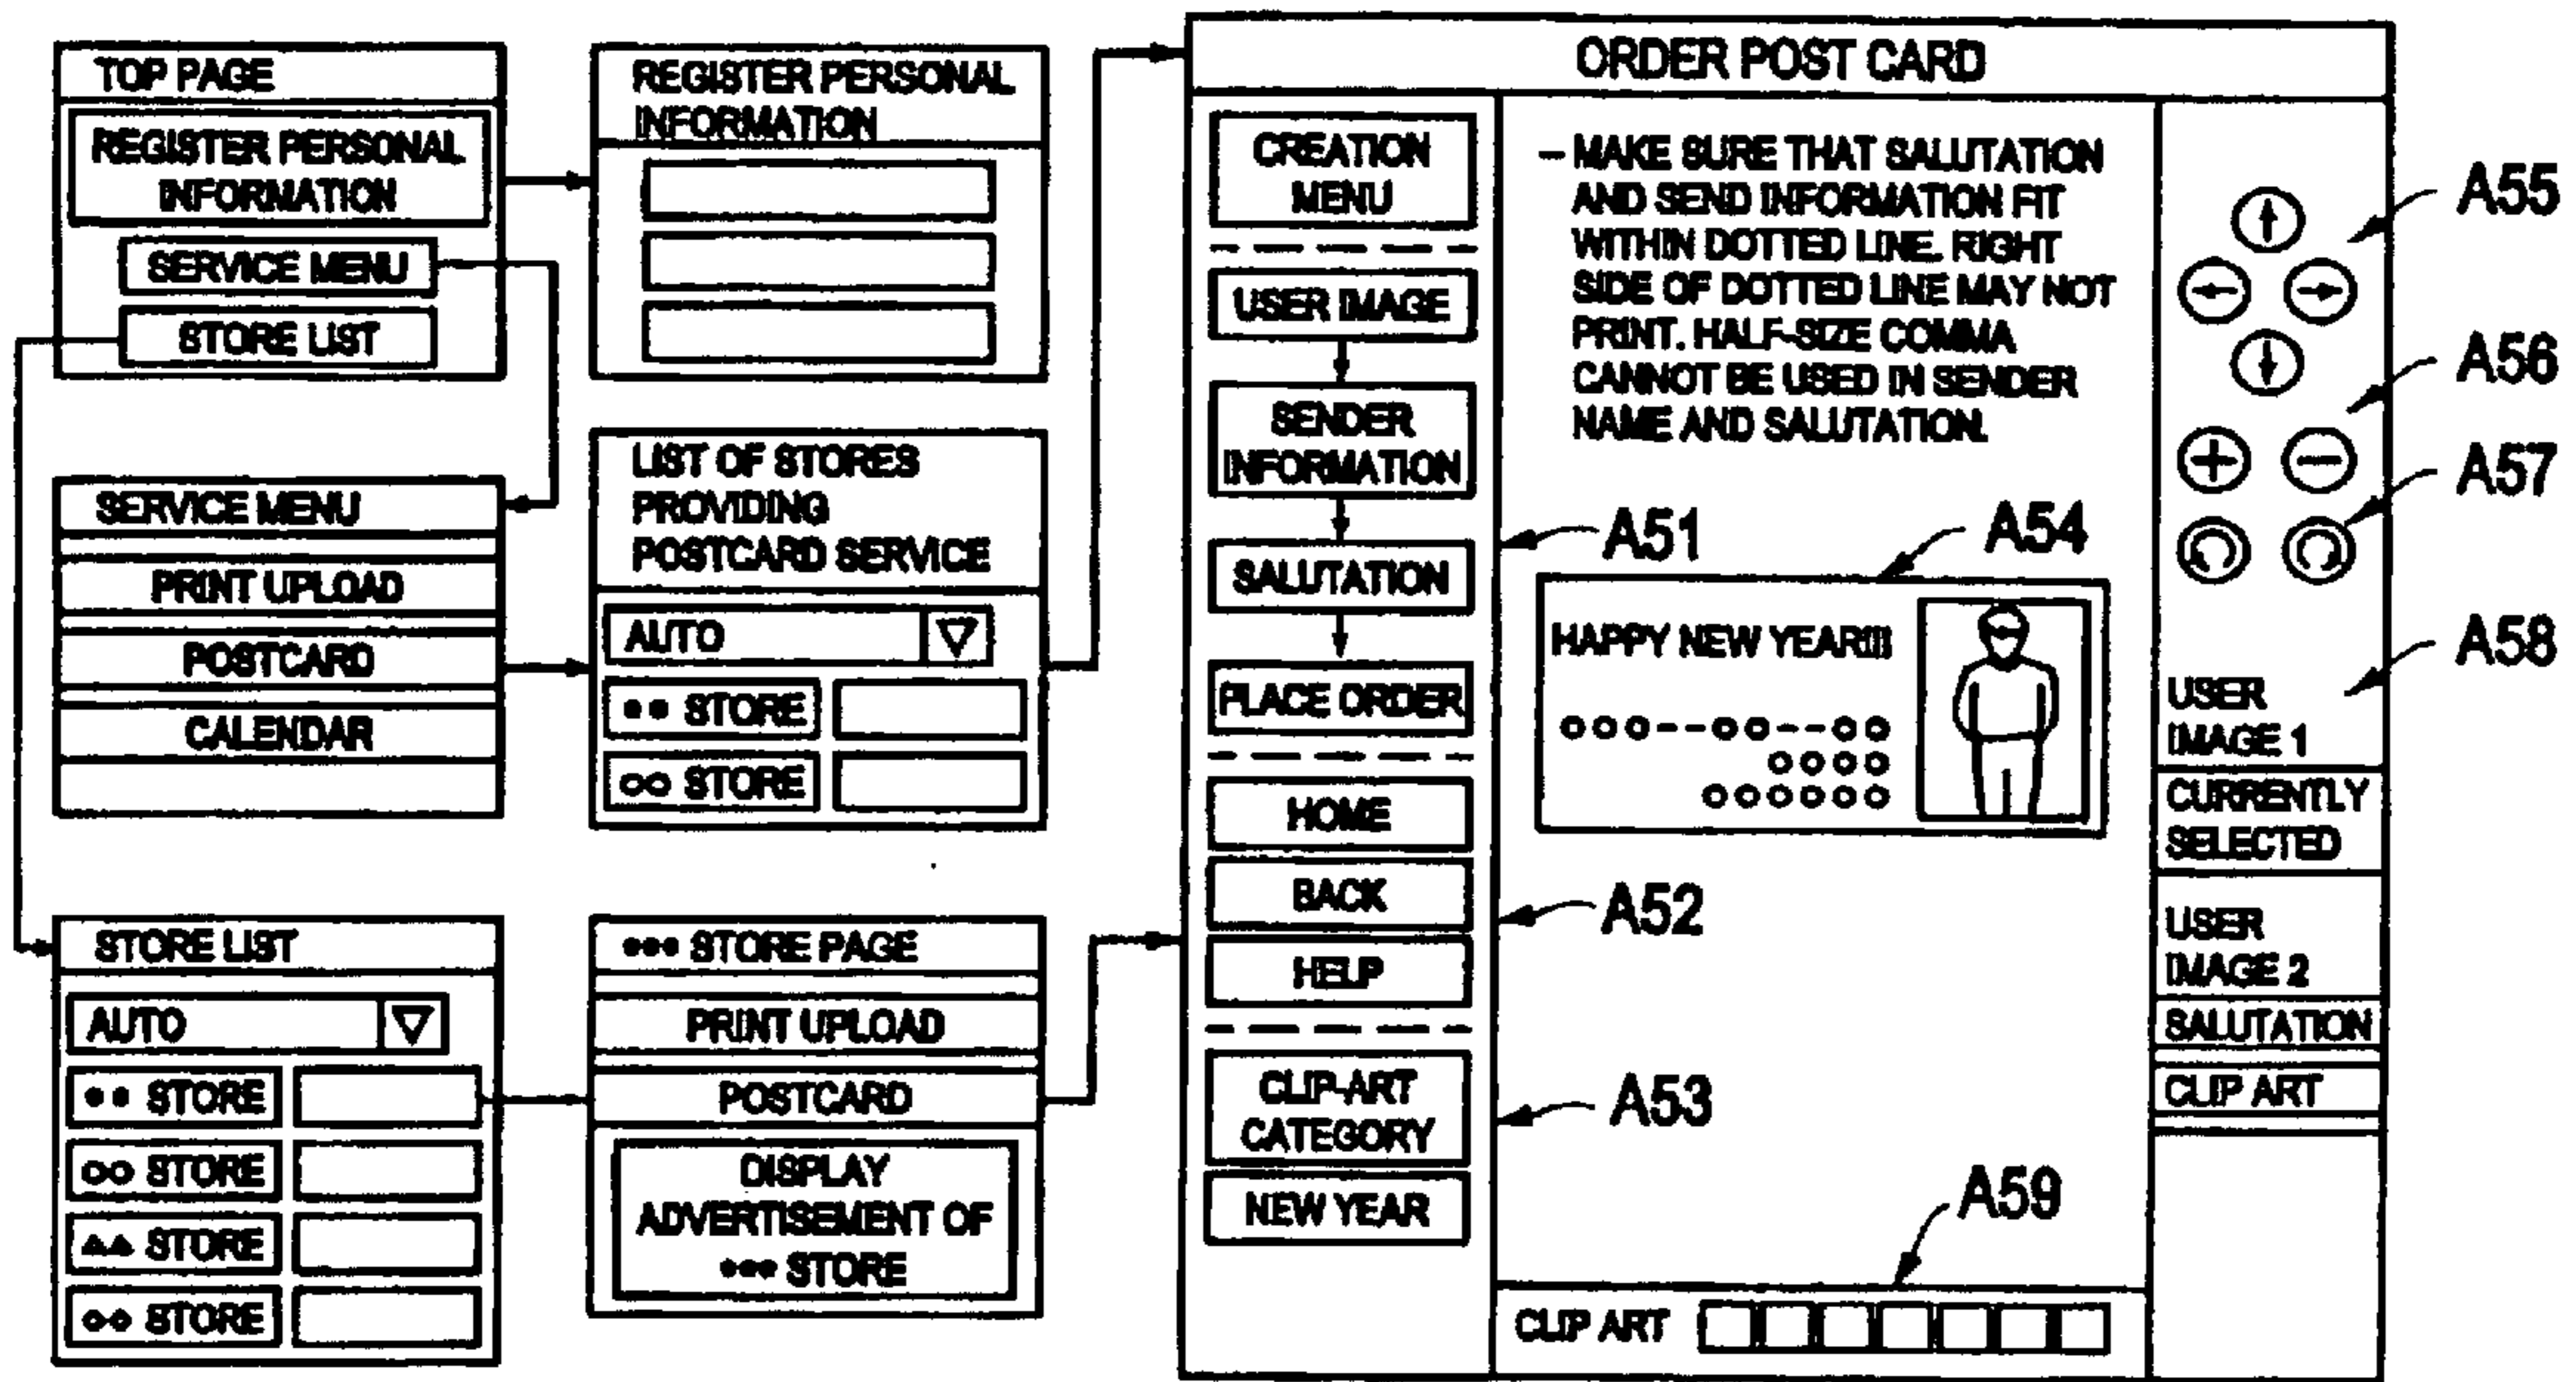 TOP PAGE
REGISTER PERSONAL
INFORMATION
SERVICE MENU
STORE LIST
REGISTER PERSONAL
INFORMATION
SERVICE MENU
PRINT UPLOAD
POSTCARD
CALENDAR
LIST OF STORES
PROVIDING
POSTCARD SERVICE
AUTO
•• STORE
○○ STORE
STORE LIST
AUTO
•• STORE
○○ STORE
▵▵ STORE
◇◇ STORE
••• STORE PAGE
PRINT UPLOAD
POSTCARD
DISPLAY
ADVERTISEMENT OF
••• STORE
ORDER POST CARD
CREATION
MENU
USER IMAGE
SENDER
INFORMATION
SALUTATION
PLACE ORDER
HOME
BACK
HELP
CLIP-ART
CATEGORY
NEW YEAR
– MAKE SURE THAT SALUTATION
AND SEND INFORMATION FIT
WITHIN DOTTED LINE. RIGHT
SIDE OF DOTTED LINE MAY NOT
PRINT. HALF-SIZE COMMA
CANNOT BE USED IN SENDER
NAME AND SALUTATION.
A51
A54
HAPPY NEW YEAR!!!
○○○--○○--○○
○○○○
○○○○○○
A52
A53
A59
CLIP ART
A55
A56
A57
A58
USER
IMAGE 1
CURRENTLY
SELECTED
USER
IMAGE 2
SALUTATION
CLIP ART